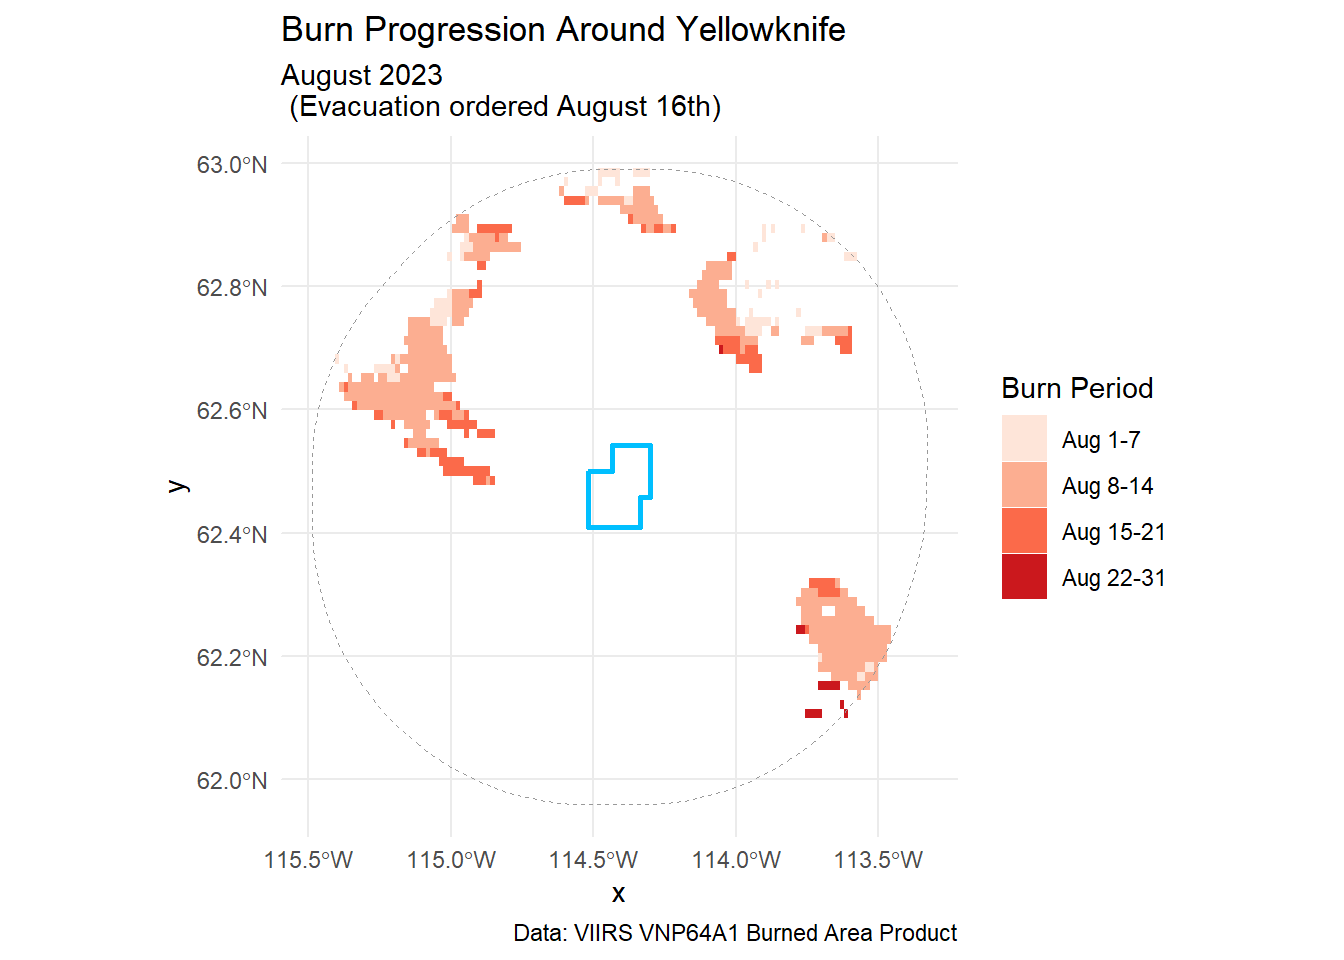 Burn Progression Around Yellowknife
August 2023
(Evacuation ordered August 16th)
63.0°N
62.8°N
62.6°N
62.4°N
62.2°N
62.0°N
y
115.5°W
115.0°W
114.5°W
114.0°W
113.5°W
x
Burn Period
Aug 1-7
Aug 8-14
Aug 15-21
Aug 22-31
Data: VIIRS VNP64A1 Burned Area Product